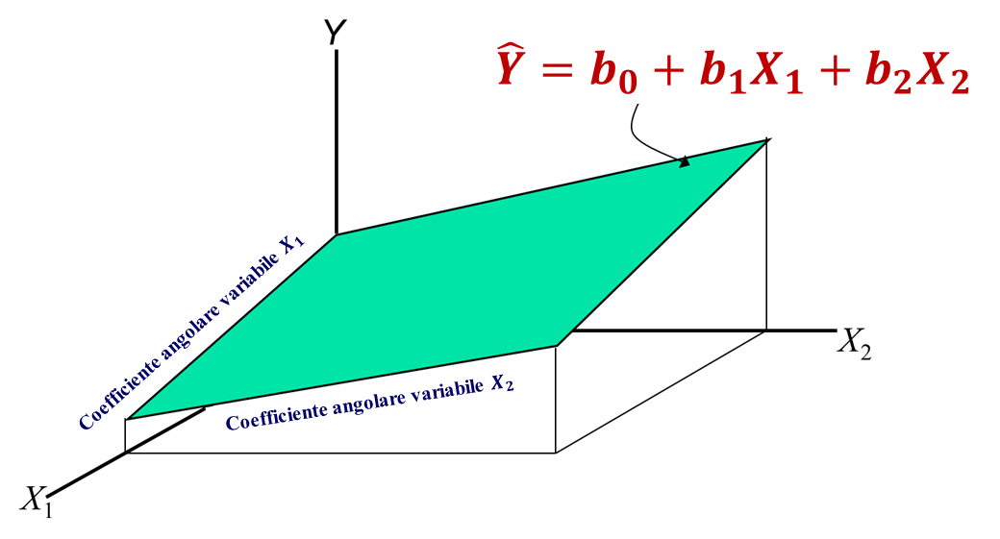 Y
Ŷ = b₀ + b₁X₁ + b₂X₂
Coefficiente angolare variabile X₁
Coefficiente angolare variabile X₂
X₂
X₁